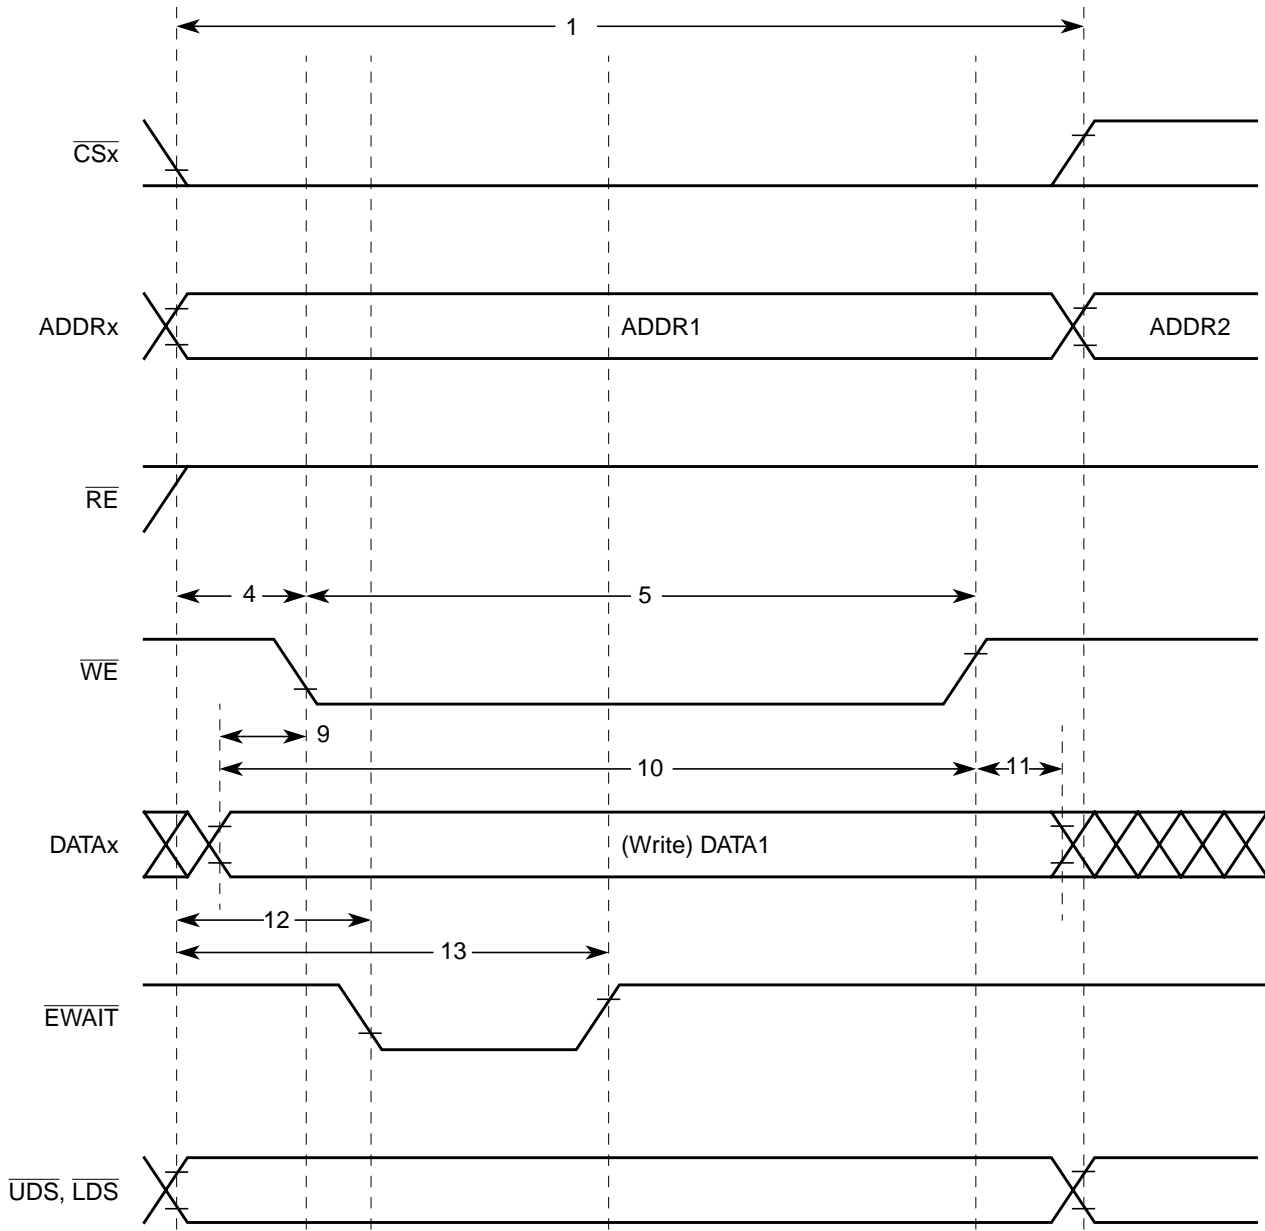 1
CSx
ADDRx ADDR1 ADDR2
RE
4 5
WE
9
10 11
DATAx (Write) DATA1
12
13
EWAIT
UDS, LDS